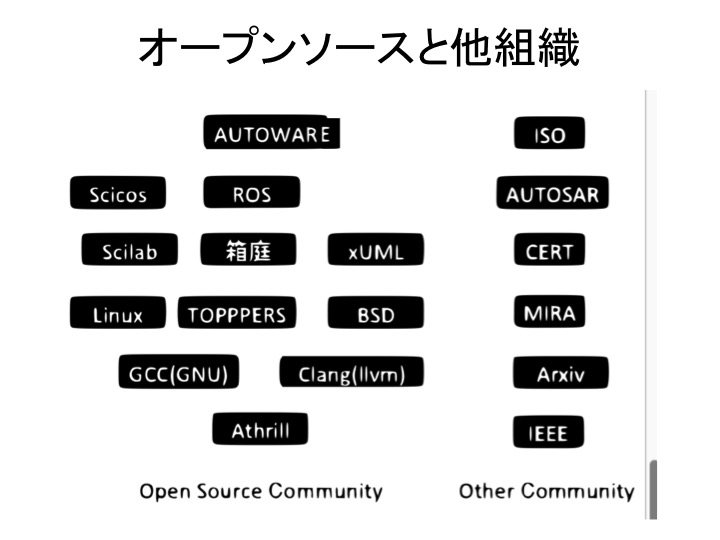 オープンソースと他組織
AUTOWARE
ISO
Scicos
ROS
AUTOSAR
Scilab
箱庭
xUML
CERT
Linux
TOPPPERS
BSD
MIRA
GCC(GNU)
Clang(llvm)
Arxiv
Athrill
IEEE
Open Source Community
Other Community